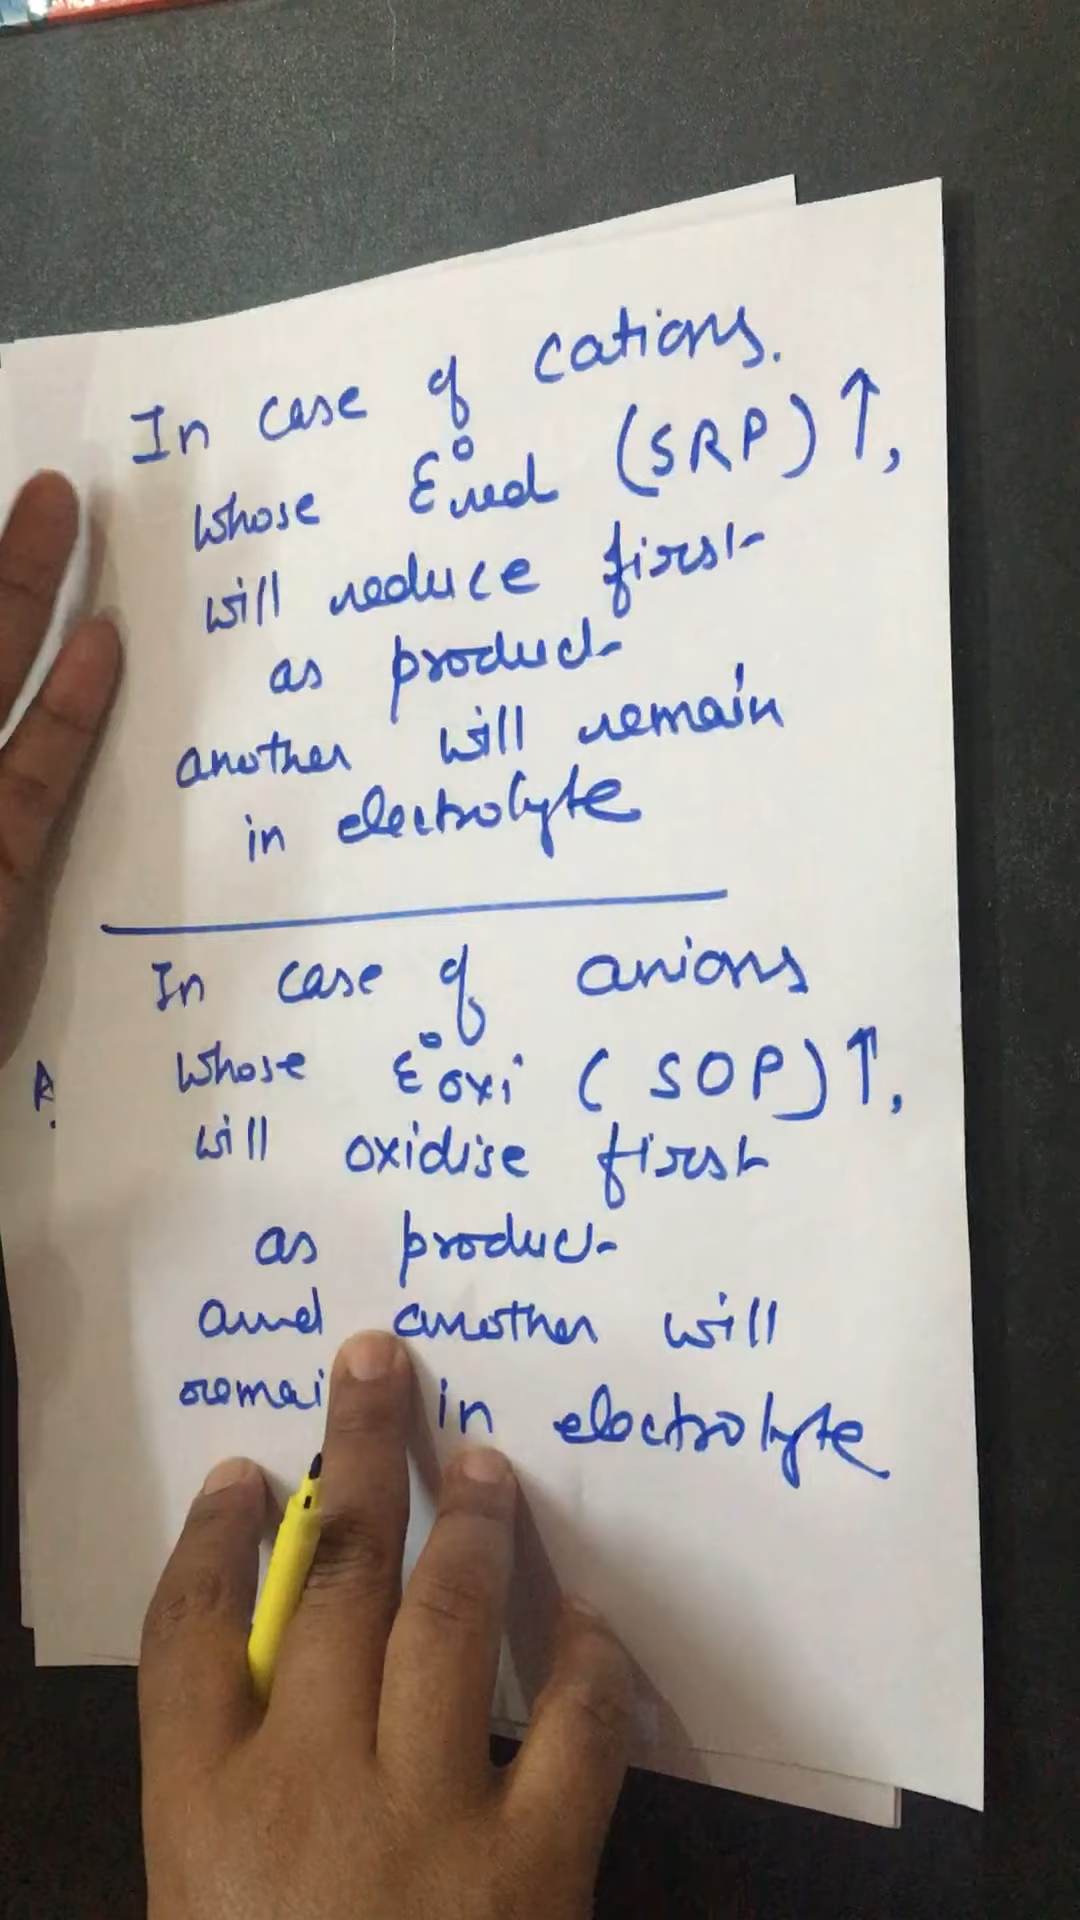 In case of cations.
whose E°red (SRP)↑,
will reduce first
as product
another will remain
in electrolyte
In case of anions
whose E°oxi (SOP)↑,
will oxidise first
as product
and another will
remai in electrolyte